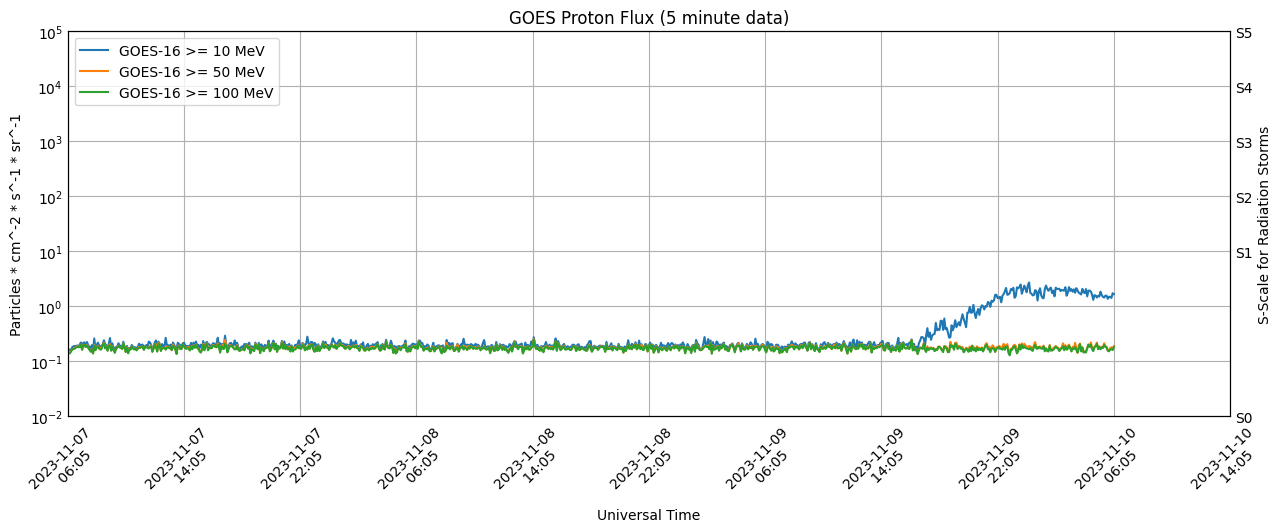 GOES Proton Flux (5 minute data)
GOES-16 >= 10 MeV
GOES-16 >= 50 MeV
GOES-16 >= 100 MeV
Particles * cm^-2 * s^-1 * sr^-1
10^5
10^4
10^3
10^2
10^1
10^0
10^-1
10^-2
S5
S4
S3
S2
S1
S0
S-Scale for Radiation Storms
2023-11-07
06:05
2023-11-07
14:05
2023-11-07
22:05
2023-11-08
06:05
2023-11-08
14:05
2023-11-08
22:05
2023-11-09
06:05
2023-11-09
14:05
2023-11-09
22:05
2023-11-10
06:05
2023-11-10
14:05
Universal Time